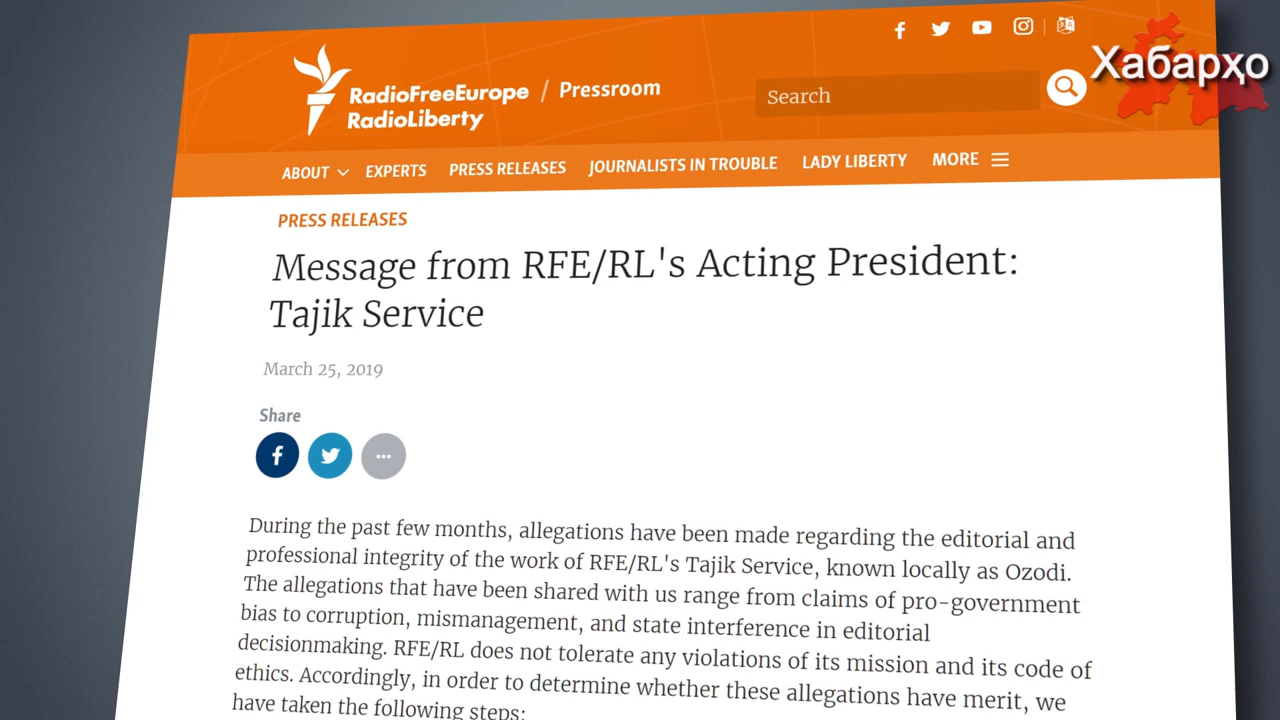 Хабарҳо
RadioFreeEurope
RadioLiberty
/ Pressroom
Search
ABOUT EXPERTS PRESS RELEASES JOURNALISTS IN TROUBLE LADY LIBERTY MORE
PRESS RELEASES
Message from RFE/RL's Acting President:
Tajik Service
March 25, 2019
Share
During the past few months, allegations have been made regarding the editorial and
professional integrity of the work of RFE/RL's Tajik Service, known locally as Ozodi.
The allegations that have been shared with us range from claims of pro-government
bias to corruption, mismanagement, and state interference in editorial
decisionmaking. RFE/RL does not tolerate any violations of its mission and its code of
ethics. Accordingly, in order to determine whether these allegations have merit, we
have taken the following steps: